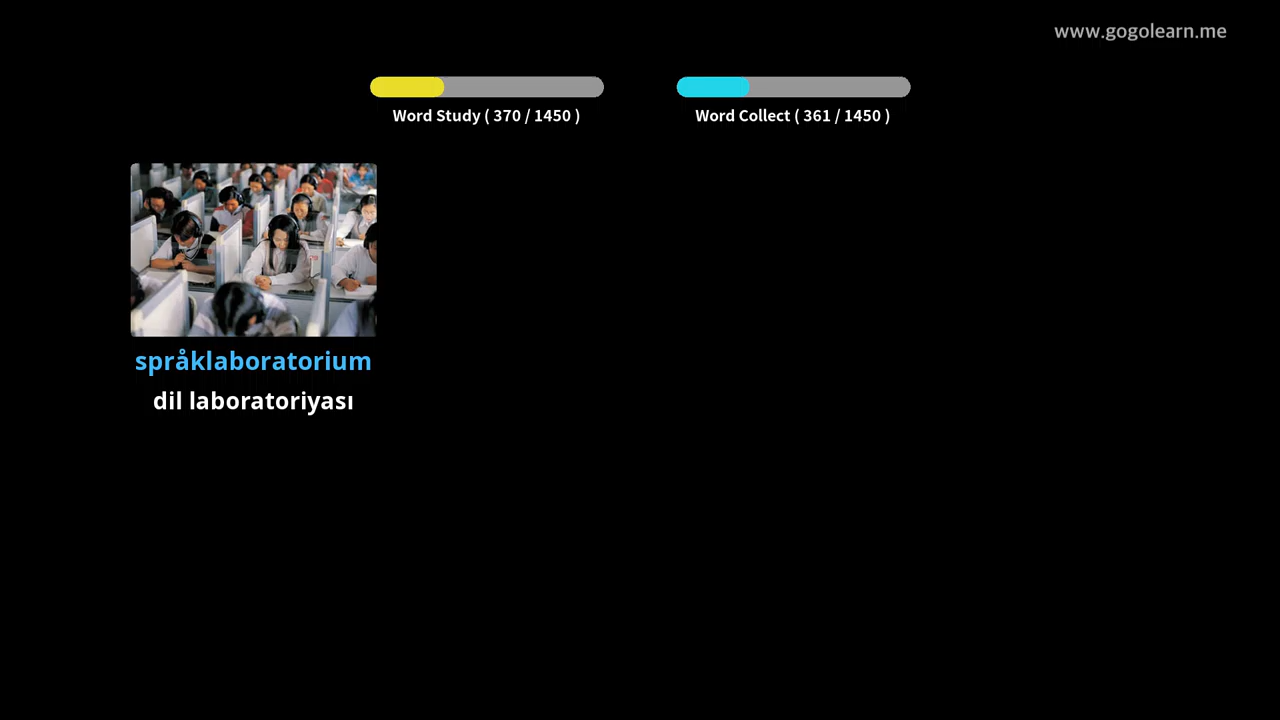 www.gogolearn.me
Word Study ( 370 / 1450 )
Word Collect ( 361 / 1450 )
språklaboratorium
dil laboratoriyası